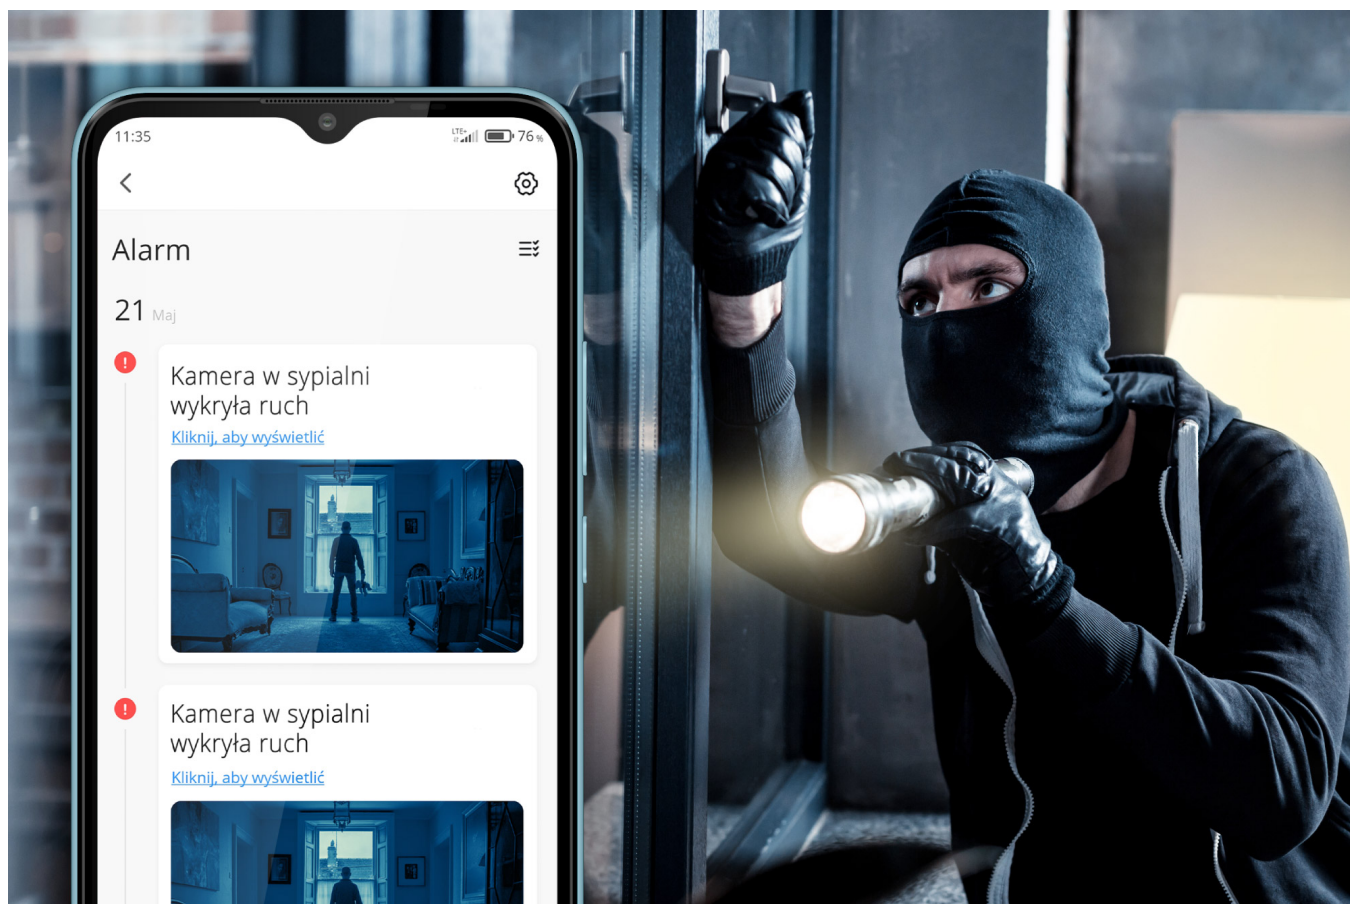 11:35
LTE+
76 %
Alarm
21 Maj
Kamera w sypialni
wykryła ruch
Kliknij, aby wyświetlić
Kamera w sypialni
wykryła ruch
Kliknij, aby wyświetlić